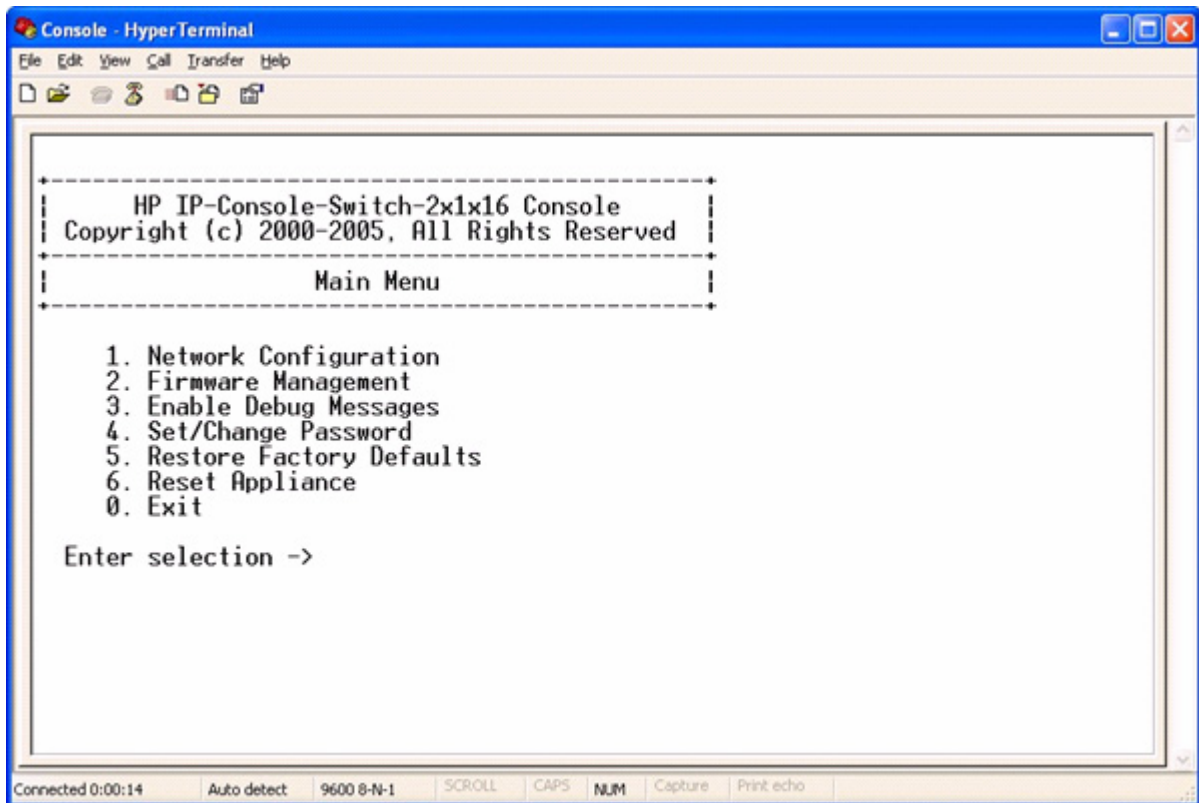 Console - HyperTerminal
File Edit View Call Transfer Help
HP IP-Console-Switch-2x1x16 Console
Copyright (c) 2000-2005, All Rights Reserved
Main Menu
1. Network Configuration
2. Firmware Management
3. Enable Debug Messages
4. Set/Change Password
5. Restore Factory Defaults
6. Reset Appliance
0. Exit
Enter selection ->
Connected 0:00:14 Auto detect 9600 8-N-1 SCROLL CAPS NUM Capture Print echo